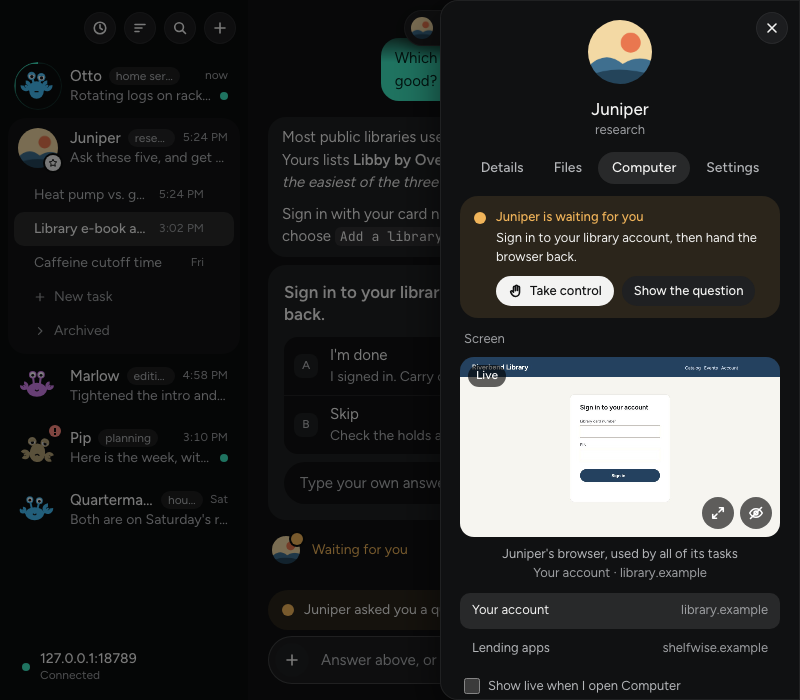 Otto home ser... now
Rotating logs on rack...
Juniper rese... 5:24 PM
Ask these five, and get ...
Heat pump vs. g... 5:24 PM
Library e-book a... 3:02 PM
Caffeine cutoff time Fri
+ New task
> Archived
Marlow editi... 4:58 PM
Tightened the intro and...
Pip planning 3:10 PM
Here is the week, wit...
Quarterma... hou... Sat
Both are on Saturday's r...
127.0.0.1:18789
Connected
Which
good?
Most public libraries use
Yours lists Libby by Ove
the easiest of the three
Sign in with your card n
choose Add a library
Sign in to your librar
back.
A I'm done
I signed in. Carry o
B Skip
Check the holds a
Type your own answe
Waiting for you
Juniper asked you a q
Answer above, or
Juniper
research
Details Files Computer Settings
Juniper is waiting for you
Sign in to your library account, then hand the
browser back.
Take control Show the question
Screen
Riverbend Library Catalog Events Account
Live
Sign in to your account
Library card number
Sign in
Juniper's browser, used by all of its tasks
Your account · library.example
Your account library.example
Lending apps shelfwise.example
Show live when I open Computer